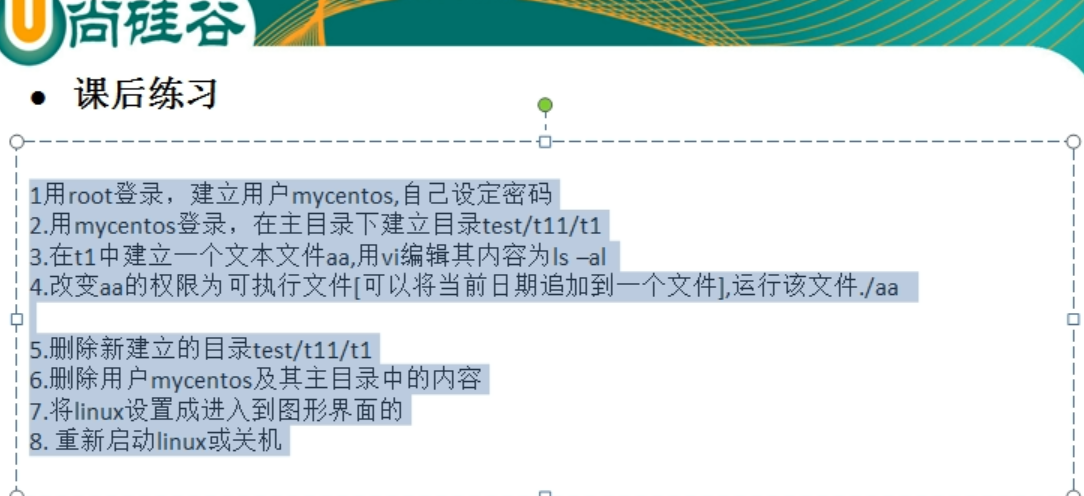 尚硅谷
● 课后练习
1用root登录，建立用户mycentos,自己设定密码
2.用mycentos登录，在主目录下建立目录test/t11/t1
3.在t1中建立一个文本文件aa,用vi编辑其内容为ls –al
4.改变aa的权限为可执行文件[可以将当前日期追加到一个文件],运行该文件./aa
5.删除新建立的目录test/t11/t1
6.删除用户mycentos及其主目录中的内容
7.将linux设置成进入到图形界面的
8. 重新启动linux或关机